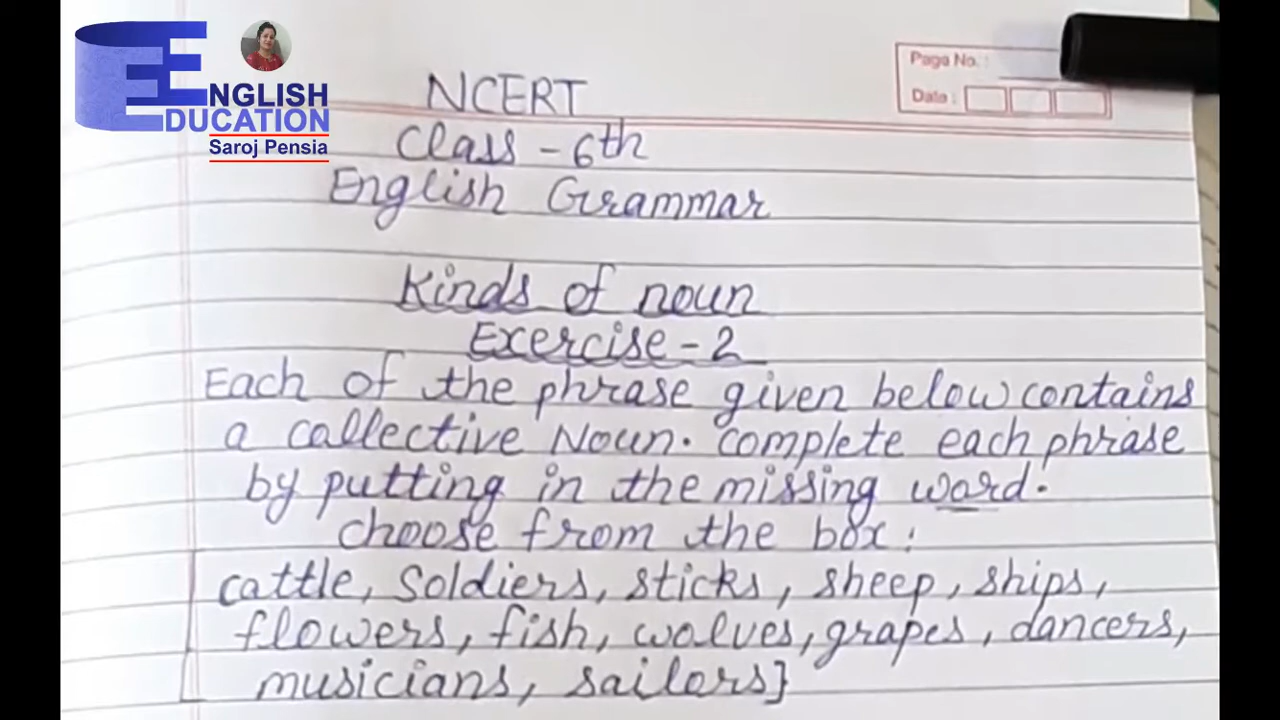 ENGLISH
EDUCATION
Saroj Pensia
Page No. :
Date :
NCERT
Class - 6th
English Grammar
Kinds of noun
Exercise - 2
Each of the phrase given below contains
a collective Noun. complete each phrase
by putting in the missing word.
choose from the box :
cattle, soldiers, sticks, sheep, ships,
flowers, fish, wolves, grapes, dancers,
musicians, sailors]